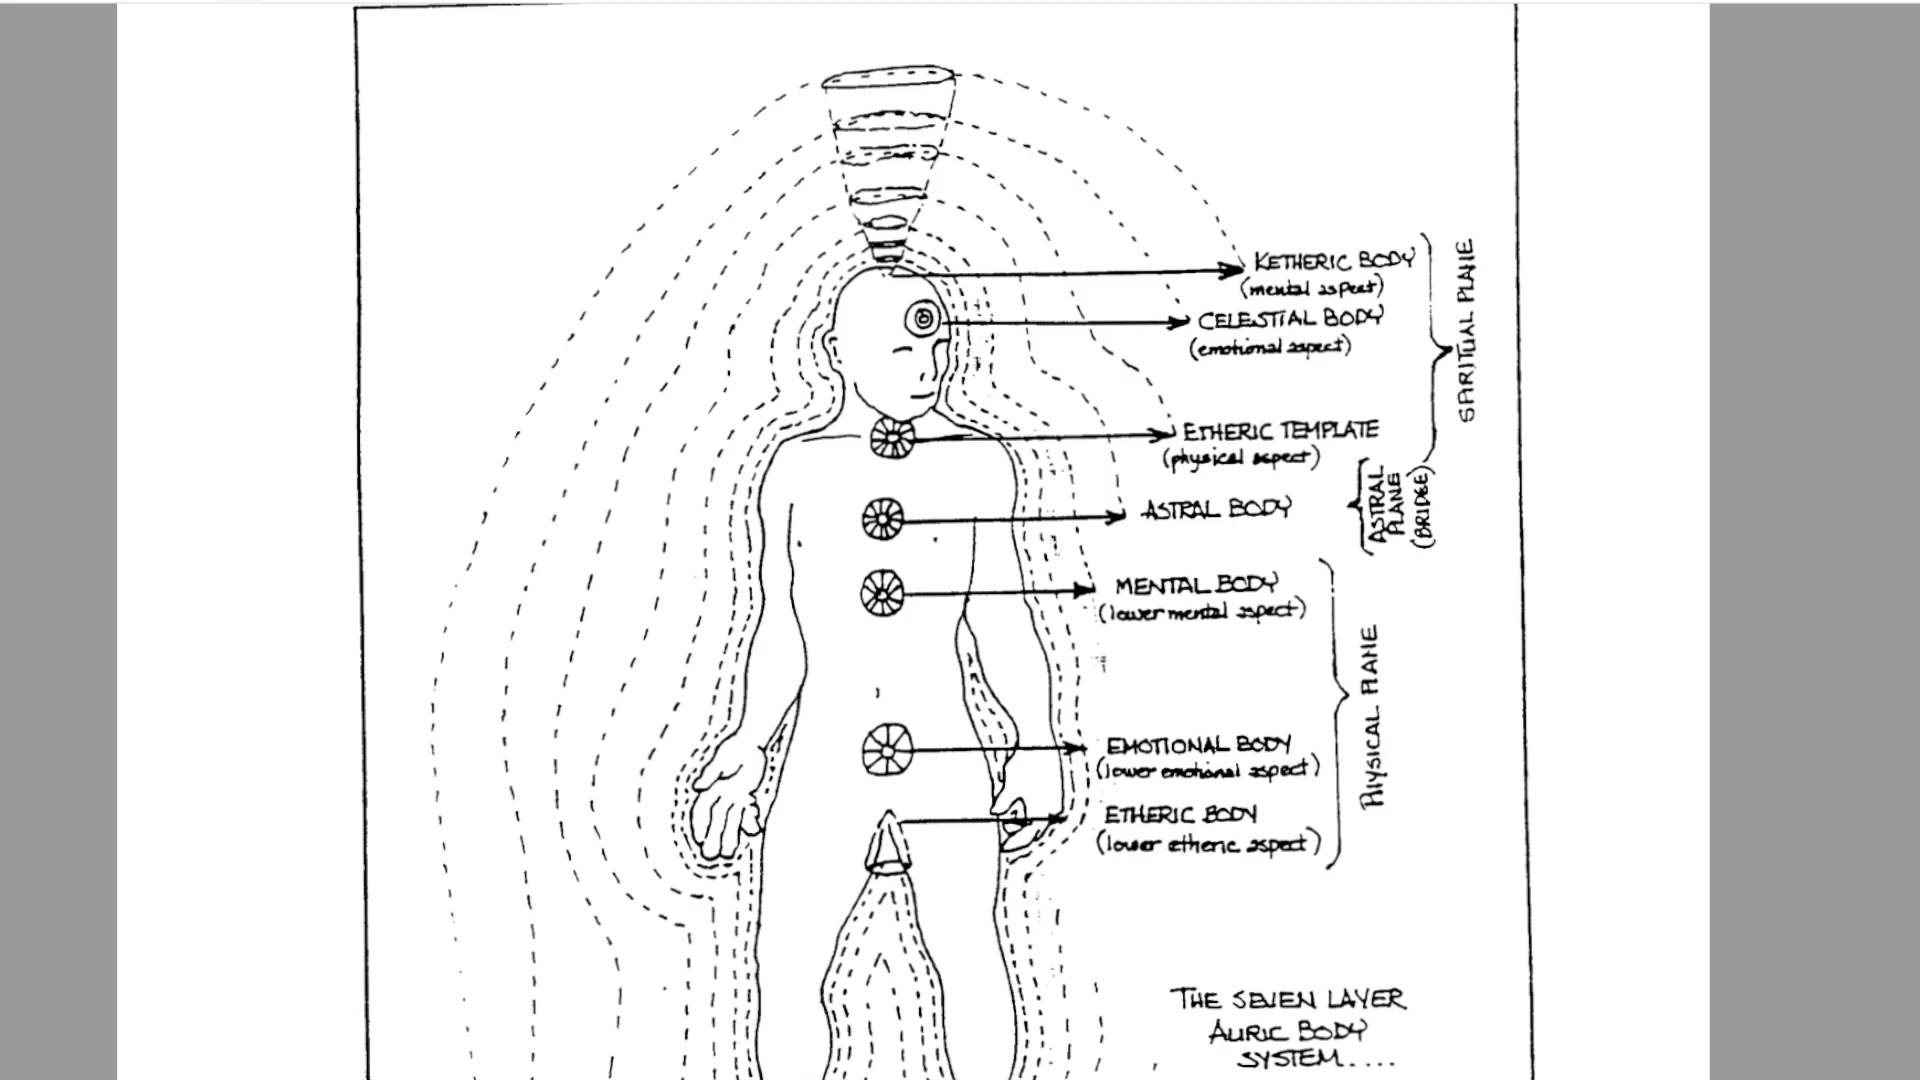 KETHERIC BODY
(mental aspect)
CELESTIAL BODY
(emotional aspect)
SPIRITUAL PLANE
ETHERIC TEMPLATE
(physical aspect)
ASTRAL BODY
ASTRAL
PLANE
(BRIDGE)
MENTAL BODY
(lower mental aspect)
PHYSICAL PLANE
EMOTIONAL BODY
(lower emotional aspect)
ETHERIC BODY
(lower etheric aspect)
THE SEVEN LAYER
AURIC BODY
SYSTEM.....